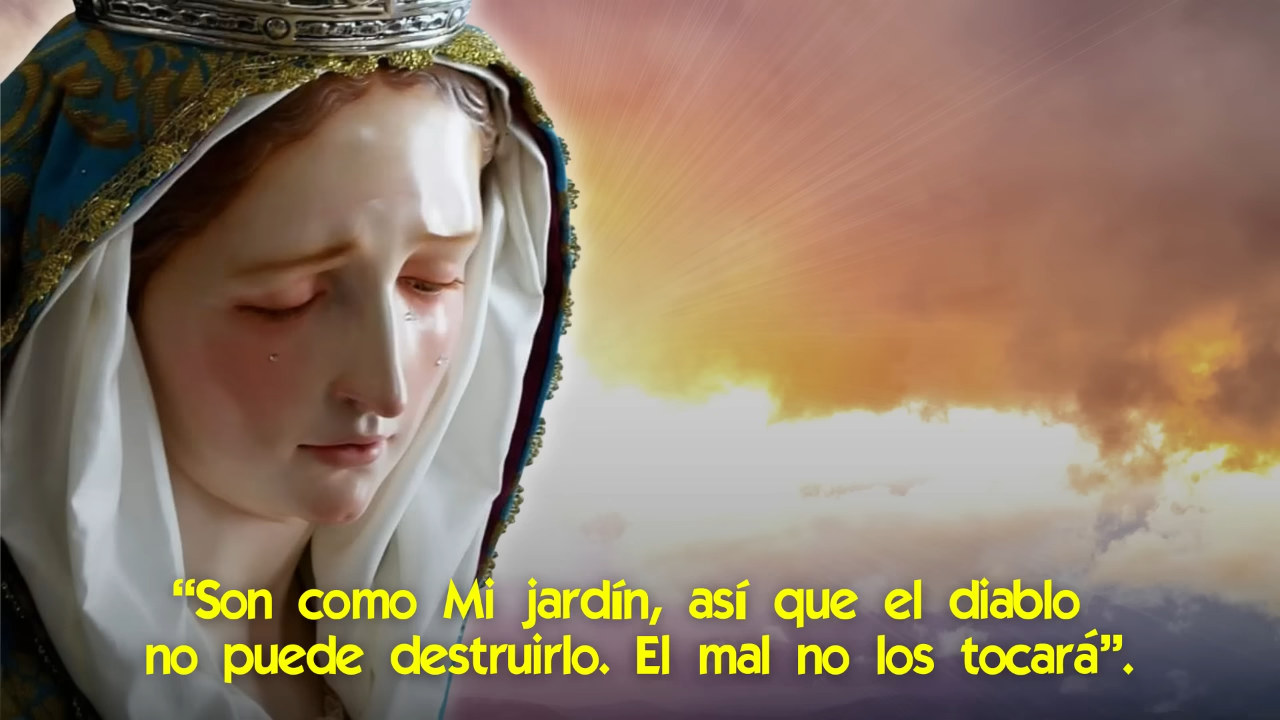 “Son como Mi jardín, así que el diablo
no puede destruirlo. El mal no los tocará”.